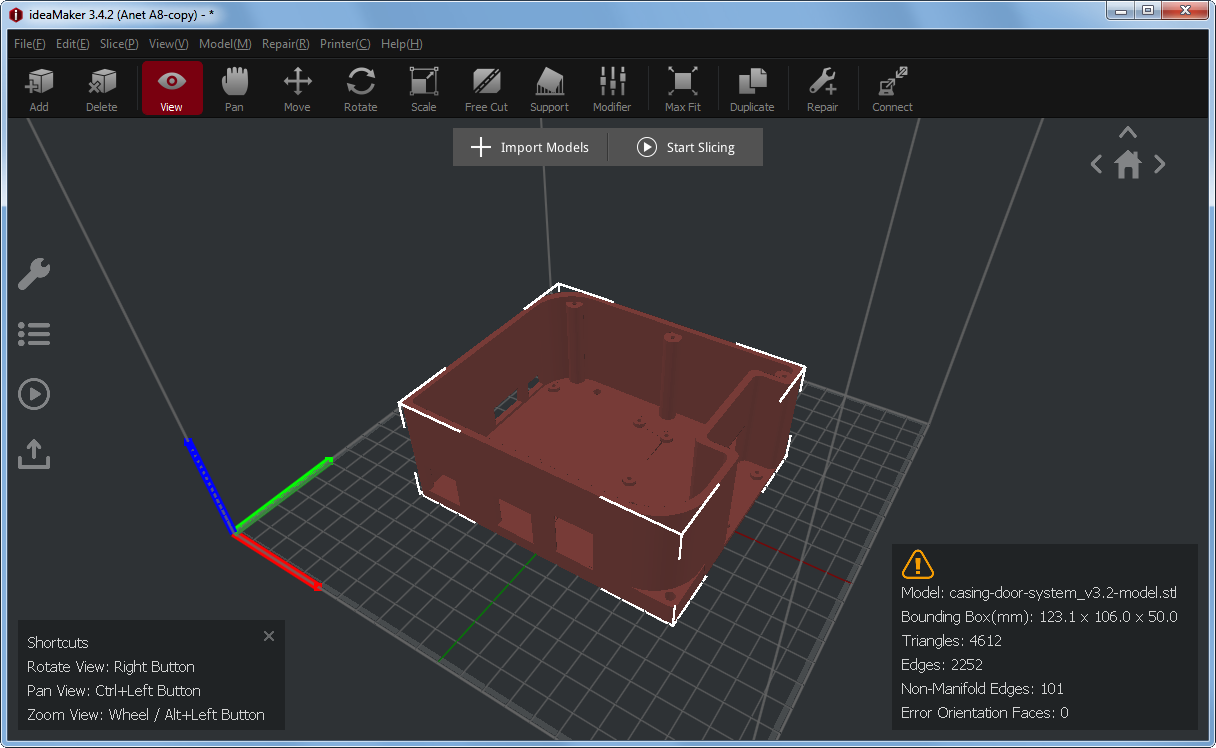 ideaMaker 3.4.2 (Anet A8-copy) - *
File(F) Edit(E) Slice(P) View(V) Model(M) Repair(R) Printer(C) Help(H)
Add Delete View Pan Move Rotate Scale Free Cut Support Modifier Max Fit Duplicate Repair Connect
Import Models Start Slicing
Model: casing-door-system_v3.2-model.stl
Bounding Box(mm): 123.1 x 106.0 x 50.0
Triangles: 4612
Edges: 2252
Non-Manifold Edges: 101
Error Orientation Faces: 0
Shortcuts
Rotate View: Right Button
Pan View: Ctrl+Left Button
Zoom View: Wheel / Alt+Left Button